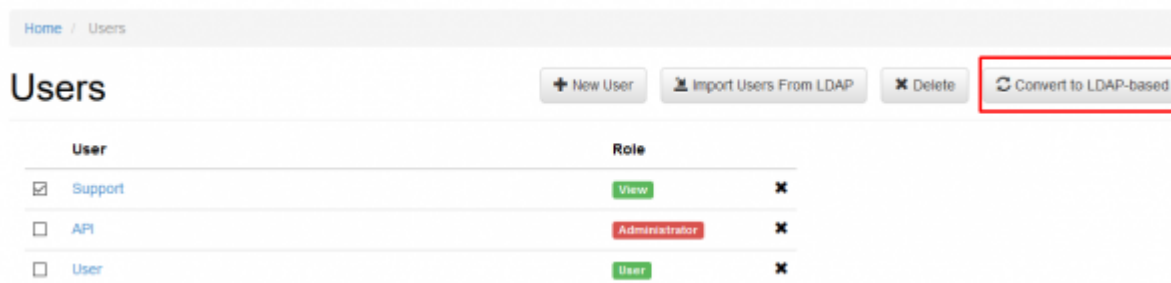 Home / Users
Users
New User
Import Users From LDAP
Delete
Convert to LDAP-based
User Role
Support View
API Administrator
User User